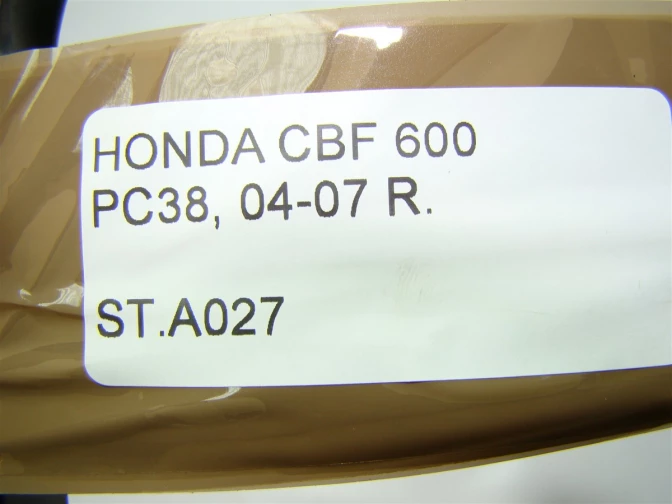 HONDA CBF 600
PC38, 04-07 R.
ST.A027